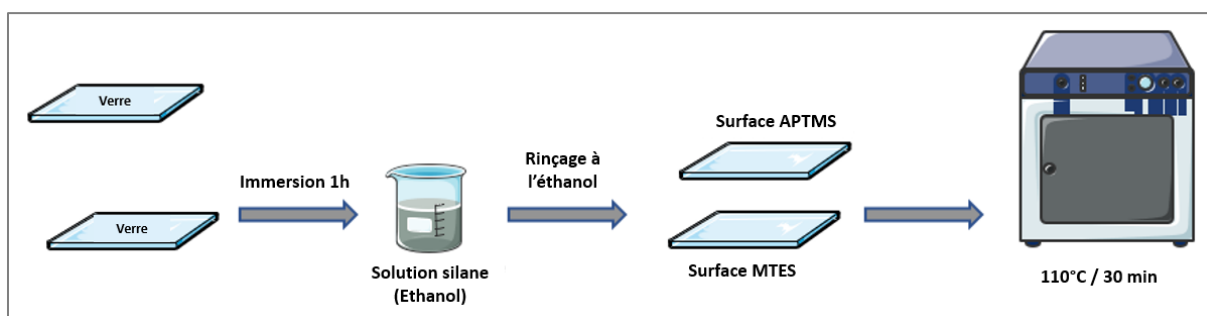 Verre
Verre
Immersion 1h
Solution silane
(Ethanol)
Rinçage à
l'éthanol
Surface APTMS
Surface MTES
110°C / 30 min